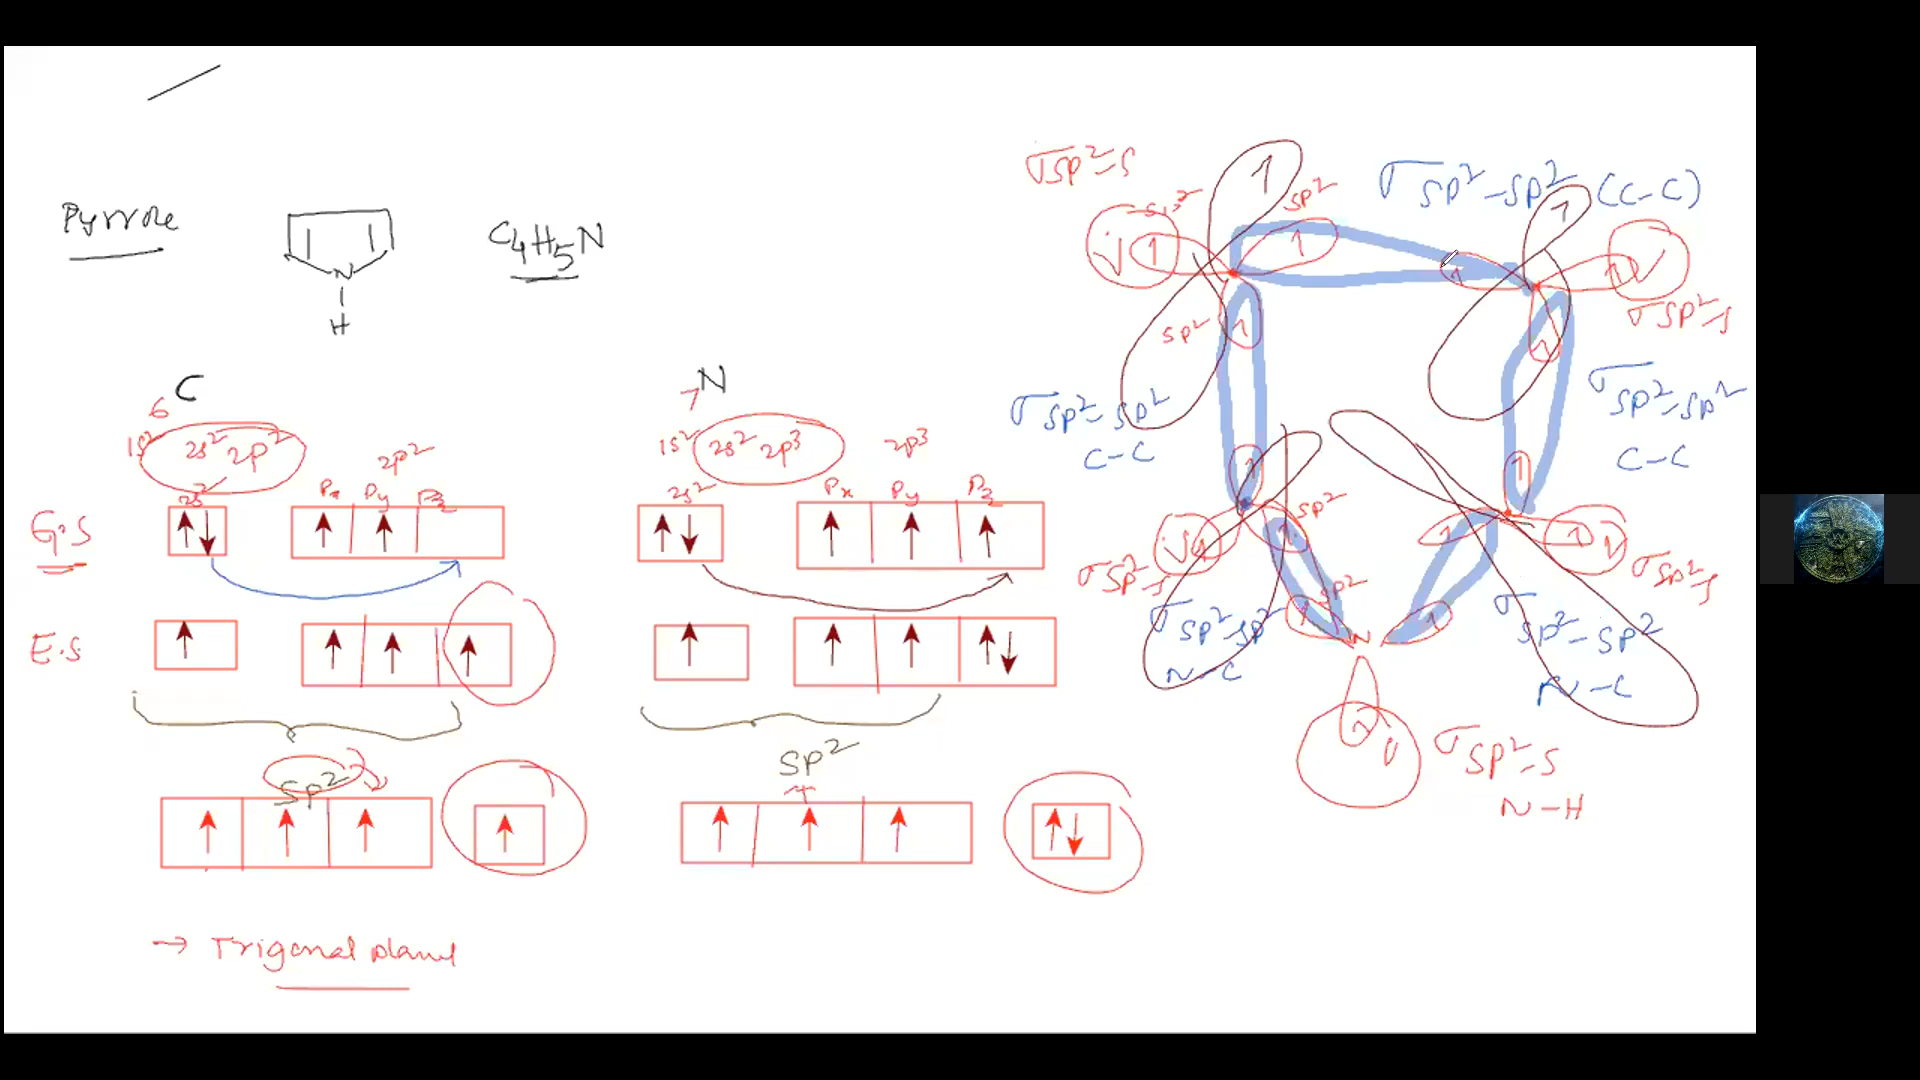 Pyrrole
N
H
C4H5N
6C
1s² 2s² 2p²
2s²
2p²
Px Py Pz
G.S
E.S
sp²
→ Trigonal planar
7N
1s² 2s² 2p³
2s²
2p³
Px Py Pz
sp²
σsp²-s
σsp²-sp² (C-C)
sp²
sp²
σsp²-s
σsp²-sp²
C-C
σsp²-sp²
C-C
sp²
σsp²-s
σsp²-s
sp²
σsp²-sp²
N-C
σsp²-sp²
N-C
N
σsp²-s
N-H